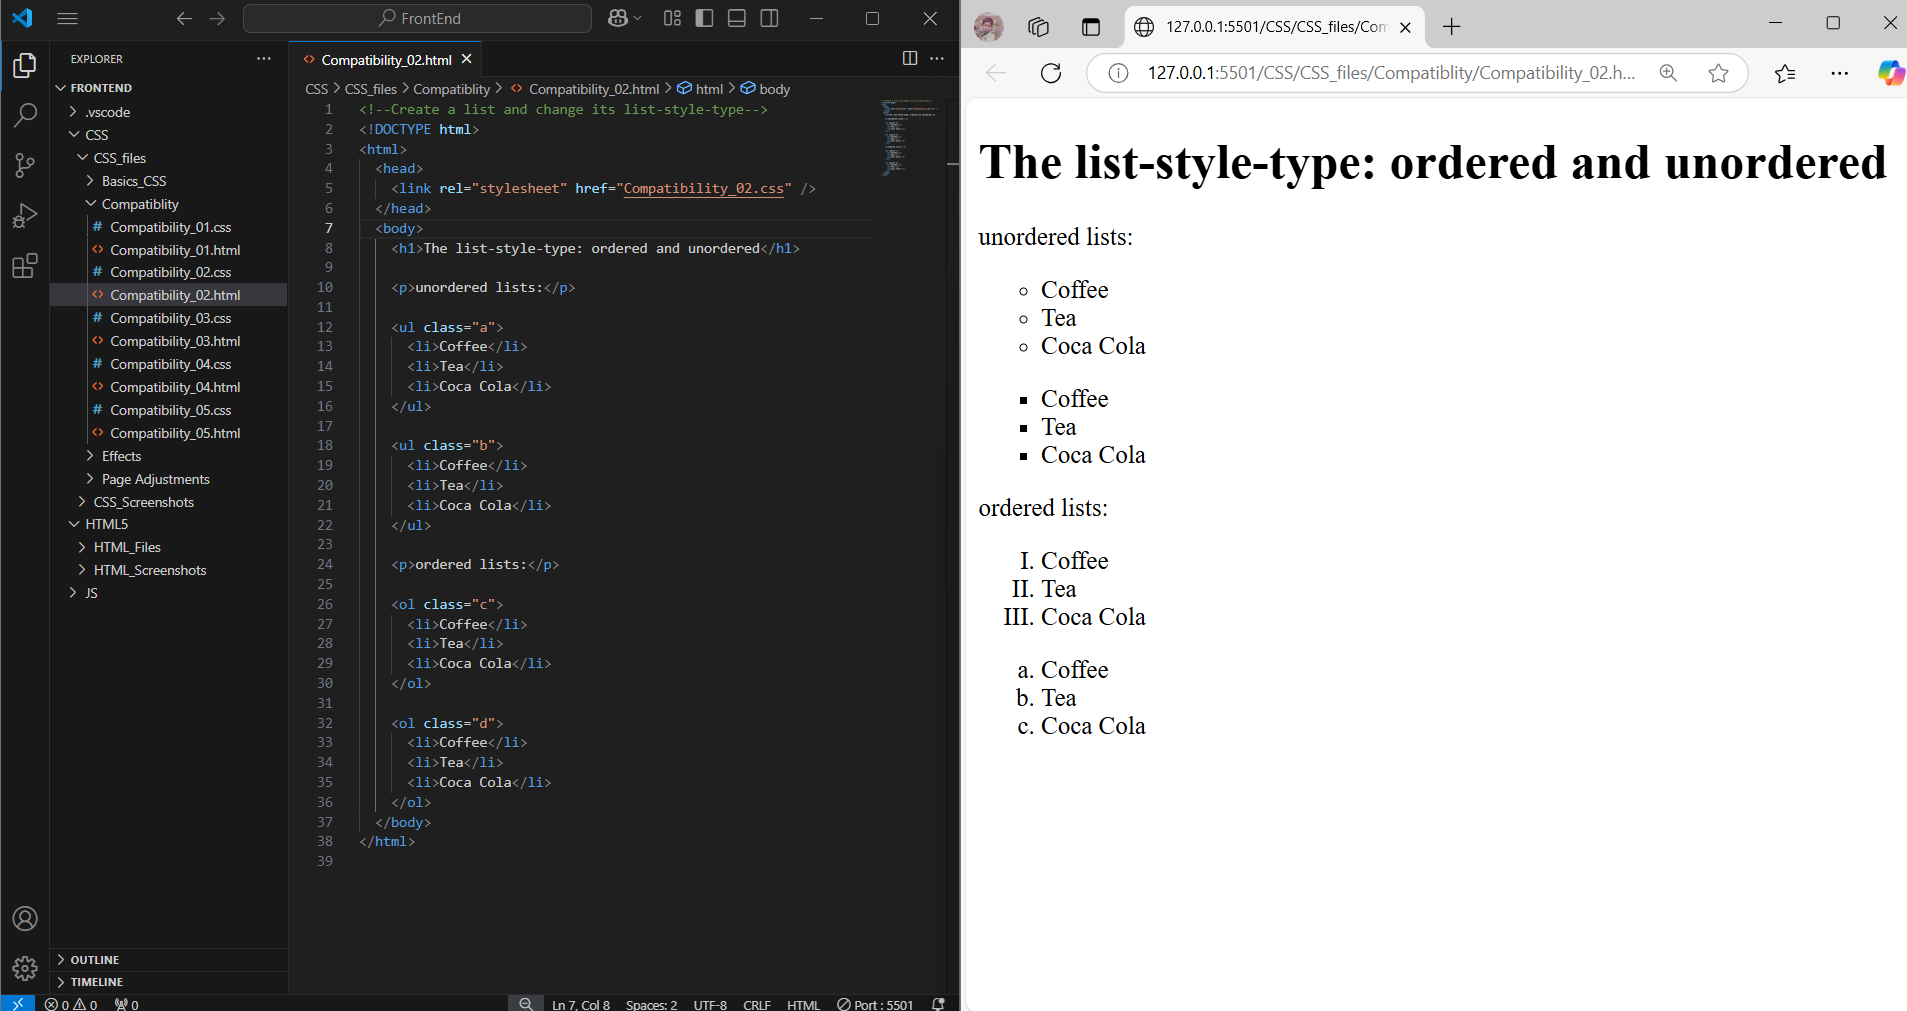 FrontEnd
EXPLORER
FRONTEND
.vscode
CSS
CSS_files
Basics_CSS
Compatiblity
Compatibility_01.css
Compatibility_01.html
Compatibility_02.css
Compatibility_02.html
Compatibility_03.css
Compatibility_03.html
Compatibility_04.css
Compatibility_04.html
Compatibility_05.css
Compatibility_05.html
Effects
Page Adjustments
CSS_Screenshots
HTML5
HTML_Files
HTML_Screenshots
JS
OUTLINE
TIMELINE
Compatibility_02.html
CSS > CSS_files > Compatiblity > Compatibility_02.html > html > body
1 <!--Create a list and change its list-style-type-->
2 <!DOCTYPE html>
3 <html>
4 <head>
5 <link rel="stylesheet" href="Compatibility_02.css" />
6 </head>
7 <body>
8 <h1>The list-style-type: ordered and unordered</h1>
9
10 <p>unordered lists:</p>
11
12 <ul class="a">
13 <li>Coffee</li>
14 <li>Tea</li>
15 <li>Coca Cola</li>
16 </ul>
17
18 <ul class="b">
19 <li>Coffee</li>
20 <li>Tea</li>
21 <li>Coca Cola</li>
22 </ul>
23
24 <p>ordered lists:</p>
25
26 <ol class="c">
27 <li>Coffee</li>
28 <li>Tea</li>
29 <li>Coca Cola</li>
30 </ol>
31
32 <ol class="d">
33 <li>Coffee</li>
34 <li>Tea</li>
35 <li>Coca Cola</li>
36 </ol>
37 </body>
38 </html>
39
0 0 0 Ln 7, Col 8 Spaces: 2 UTF-8 CRLF HTML Port : 5501
127.0.0.1:5501/CSS/CSS_files/Com
127.0.0.1:5501/CSS/CSS_files/Compatiblity/Compatibility_02.h...
The list-style-type: ordered and unordered
unordered lists:
Coffee
Tea
Coca Cola
Coffee
Tea
Coca Cola
ordered lists:
I. Coffee
II. Tea
III. Coca Cola
a. Coffee
b. Tea
c. Coca Cola